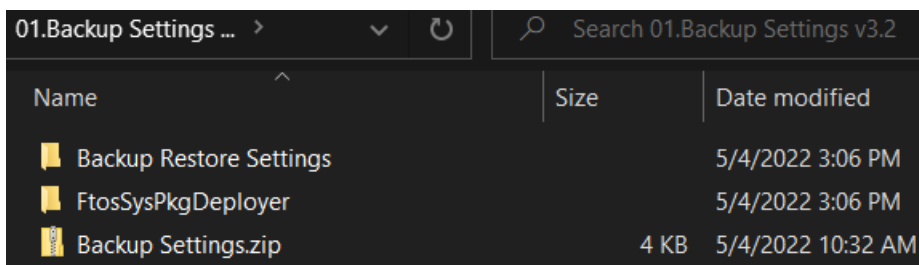 01.Backup Settings ... > Search 01.Backup Settings v3.2
Name Size Date modified
Backup Restore Settings 5/4/2022 3:06 PM
FtosSysPkgDeployer 5/4/2022 3:06 PM
Backup Settings.zip 4 KB 5/4/2022 10:32 AM